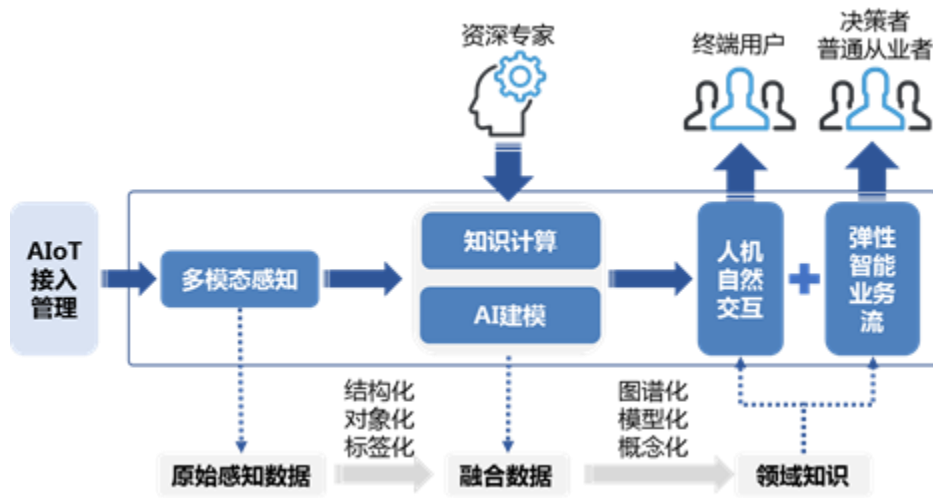 资深专家
终端用户
决策者
普通从业者
AIoT
接入
管理
多模态感知
知识计算
AI建模
人机
自然
交互
弹性
智能
业务
流
结构化
对象化
标签化
图谱化
模型化
概念化
原始感知数据
融合数据
领域知识